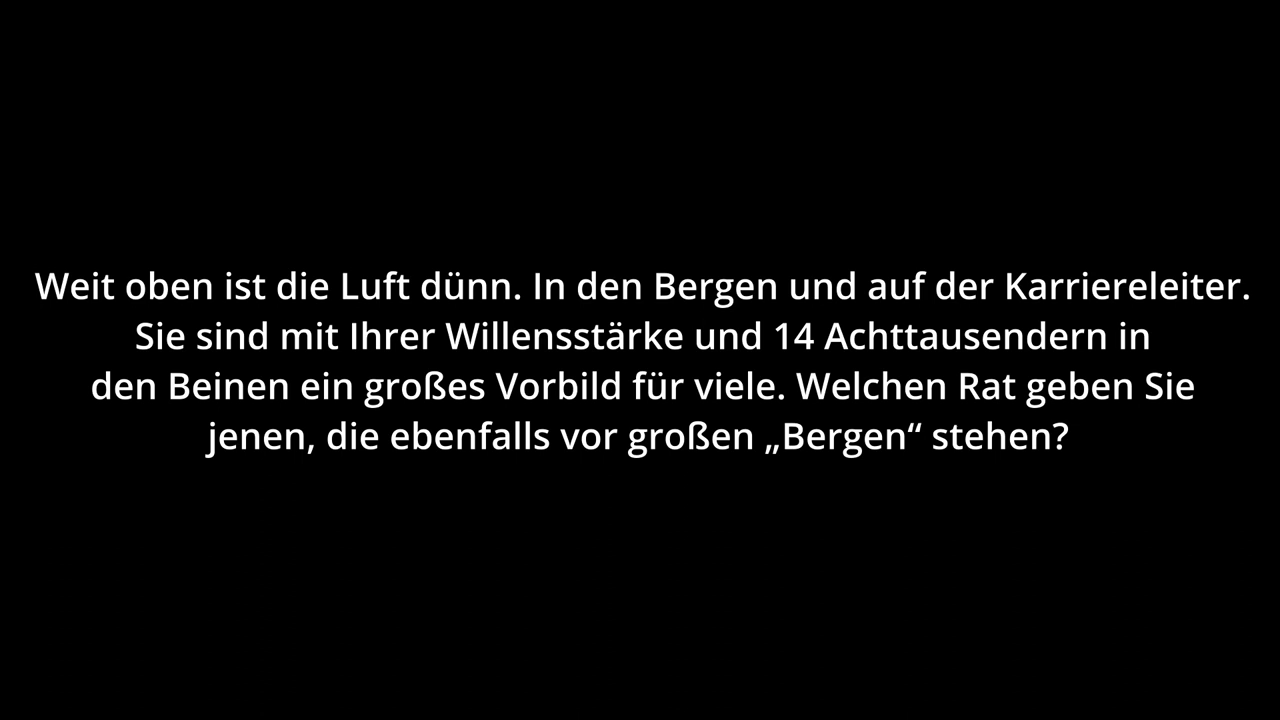 Weit oben ist die Luft dünn. In den Bergen und auf der Karriereleiter.
Sie sind mit Ihrer Willensstärke und 14 Achttausendern in
den Beinen ein großes Vorbild für viele. Welchen Rat geben Sie
jenen, die ebenfalls vor großen „Bergen“ stehen?